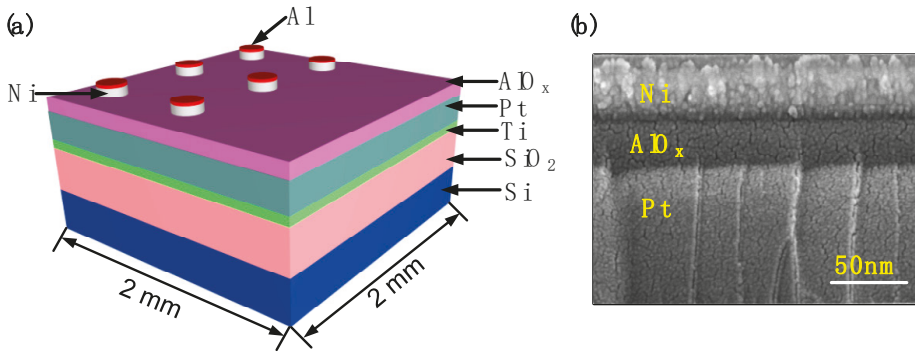 (a)
Al
Ni
AlOx
Pt
Ti
SiO2
Si
2 mm
2 mm
(b)
Ni
AlOx
Pt
50nm